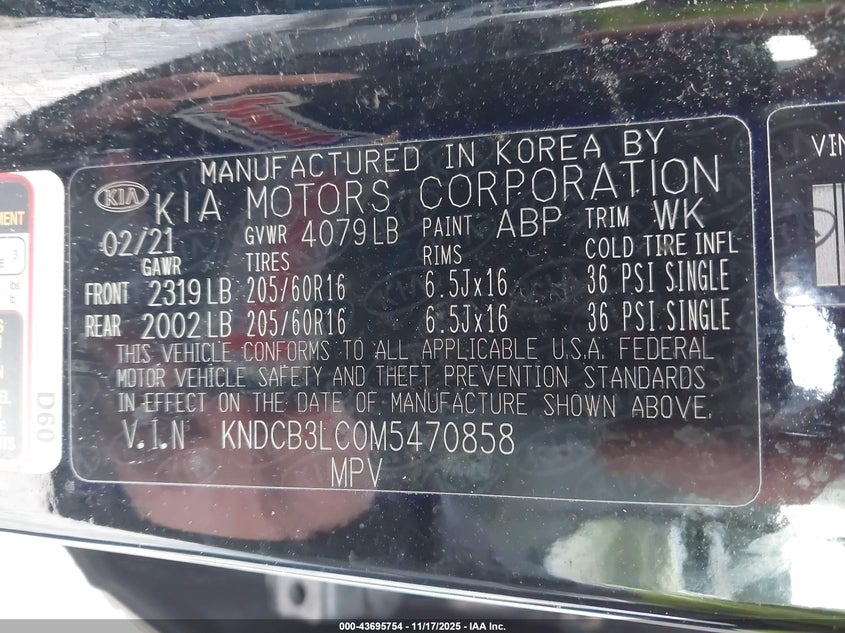 MANUFACTURED IN KOREA BY
KIA KIA MOTORS CORPORATION
02/21 GVWR 4079LB PAINT ABP TRIM WK
GAWR TIRES RIMS COLD TIRE INFL
FRONT 2319LB 205/60R16 6.5Jx16 36 PSI SINGLE
REAR 2002LB 205/60R16 6.5Jx16 36 PSI SINGLE
THIS VEHICLE CONFORMS TO ALL APPLICABLE U.S.A. FEDERAL
MOTOR VEHICLE SAFETY AND THEFT PREVENTION STANDARDS
IN EFFECT ON THE DATE OF MANUFACTURE SHOWN ABOVE.
V.I.N KNDCB3LC0M5470858
MPV
D60
VIN
000-43695754 - 11/17/2025 - IAA Inc.